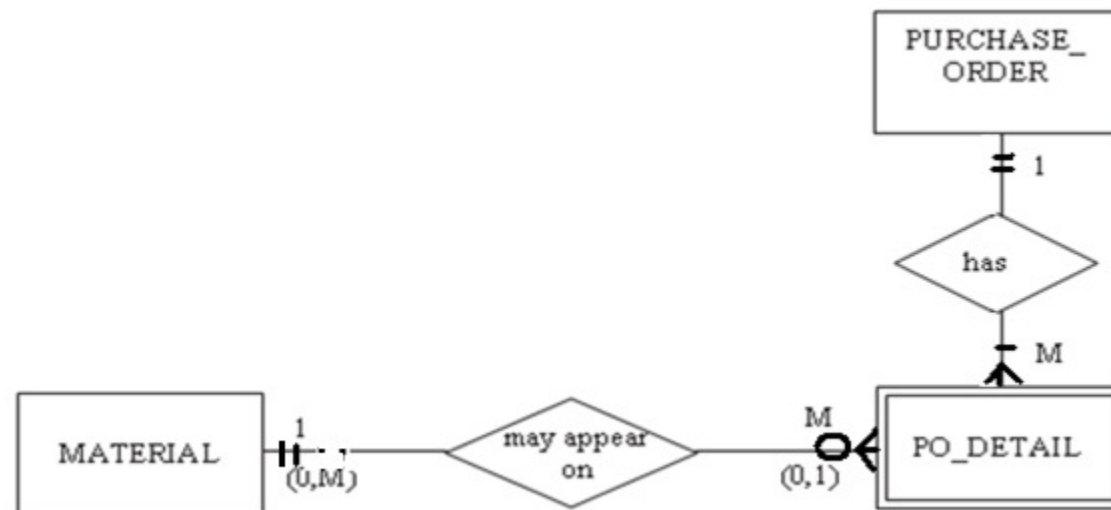 PURCHASE_
ORDER
1
has
M
MATERIAL
1
(0,M)
may appear
on
M
(0,1)
PO_DETAIL